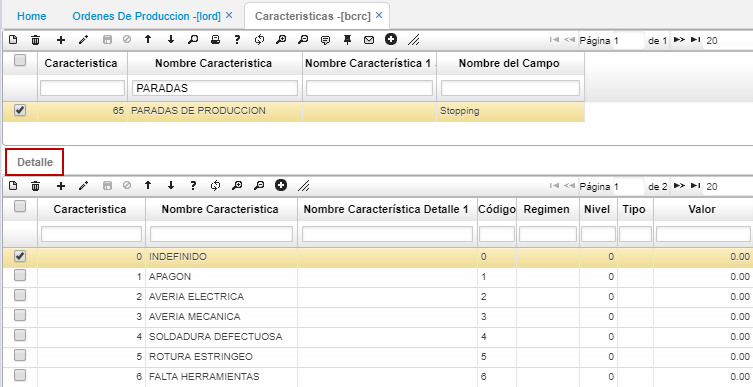 Home Ordenes De Produccion -[lord] × Caracteristicas -[bcrc] ×
Página 1 de 1 20
Caracteristica Nombre Caracteristica Nombre Característica 1 Nombre del Campo
PARADAS
65 PARADAS DE PRODUCCION Stopping
Detalle
Página 1 de 2 20
Caracteristica Nombre Caracteristica Nombre Característica Detalle 1 Código Regimen Nivel Tipo Valor
0 INDEFINIDO 0 0 0.00
1 APAGON 1 0 0.00
2 AVERIA ELECTRICA 2 0 0.00
3 AVERIA MECANICA 3 0 0.00
4 SOLDADURA DEFECTUOSA 4 0 0.00
5 ROTURA ESTRINGEO 5 0 0.00
6 FALTA HERRAMIENTAS 6 0 0.00